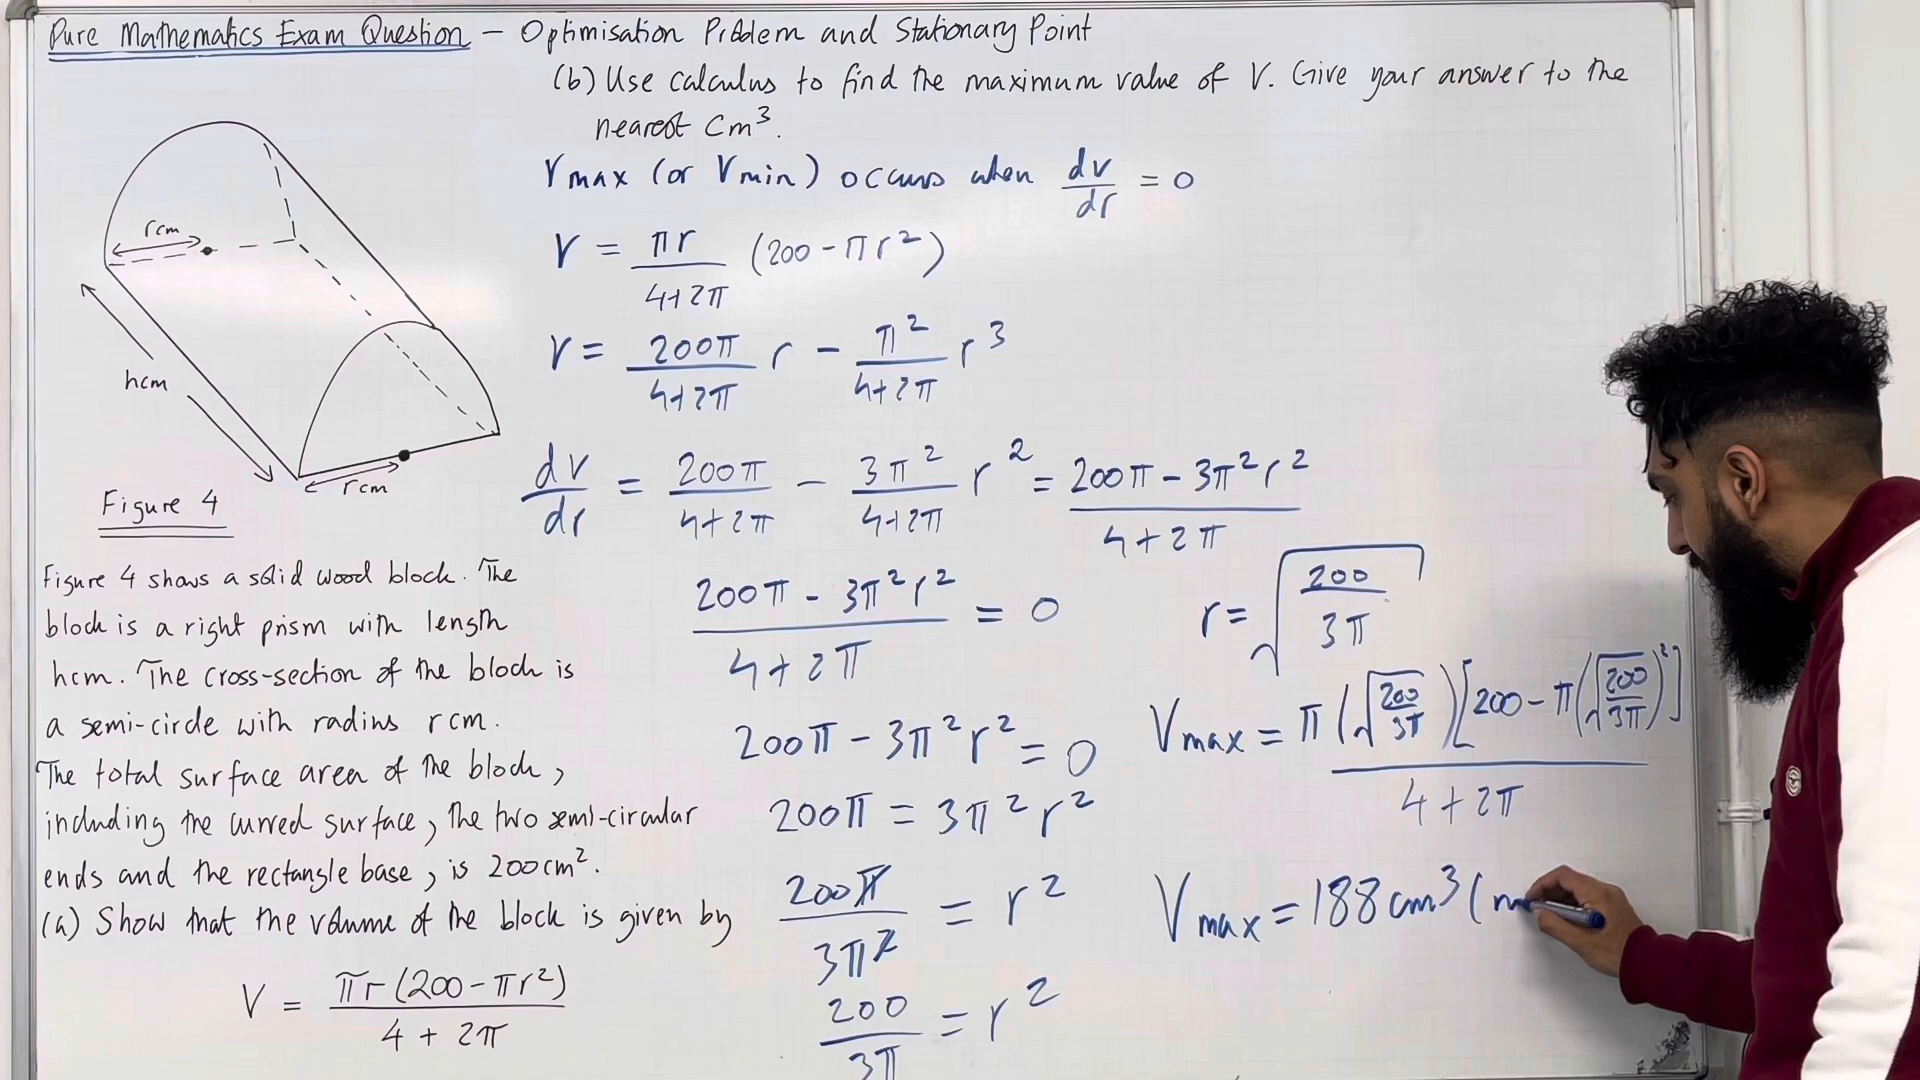 Pure Mathematics Exam Question - Optimisation Problem and Stationary Point
(b) Use calculus to find the maximum value of V. Give your answer to the
nearest cm³.
Vmax (or Vmin) occurs when dv/dr = 0
V = πr/4+2π (200 - πr²)
V = 200π/4+2π r - π²/4+2π r³
dv/dr = 200π/4+2π - 3π²/4+2π r² = 200π - 3π²r²/4+2π
200π - 3π²r²/4+2π = 0
200π - 3π²r² = 0
200π = 3π²r²
200π/3π² = r²
200/3π = r²
r = √200/3π
Vmax = π(√200/3π)[200 - π(√200/3π)²]/4+2π
Vmax = 188cm³ (
rcm
hcm
rcm
Figure 4
Figure 4 shows a solid wood block. The
block is a right prism with length
hcm. The cross-section of the block is
a semi-circle with radius rcm.
The total surface area of the block,
including the curved surface, the two semi-circular
ends and the rectangle base, is 200cm².
(a) Show that the volume of the block is given by
V = πr(200 - πr²)/4 + 2π